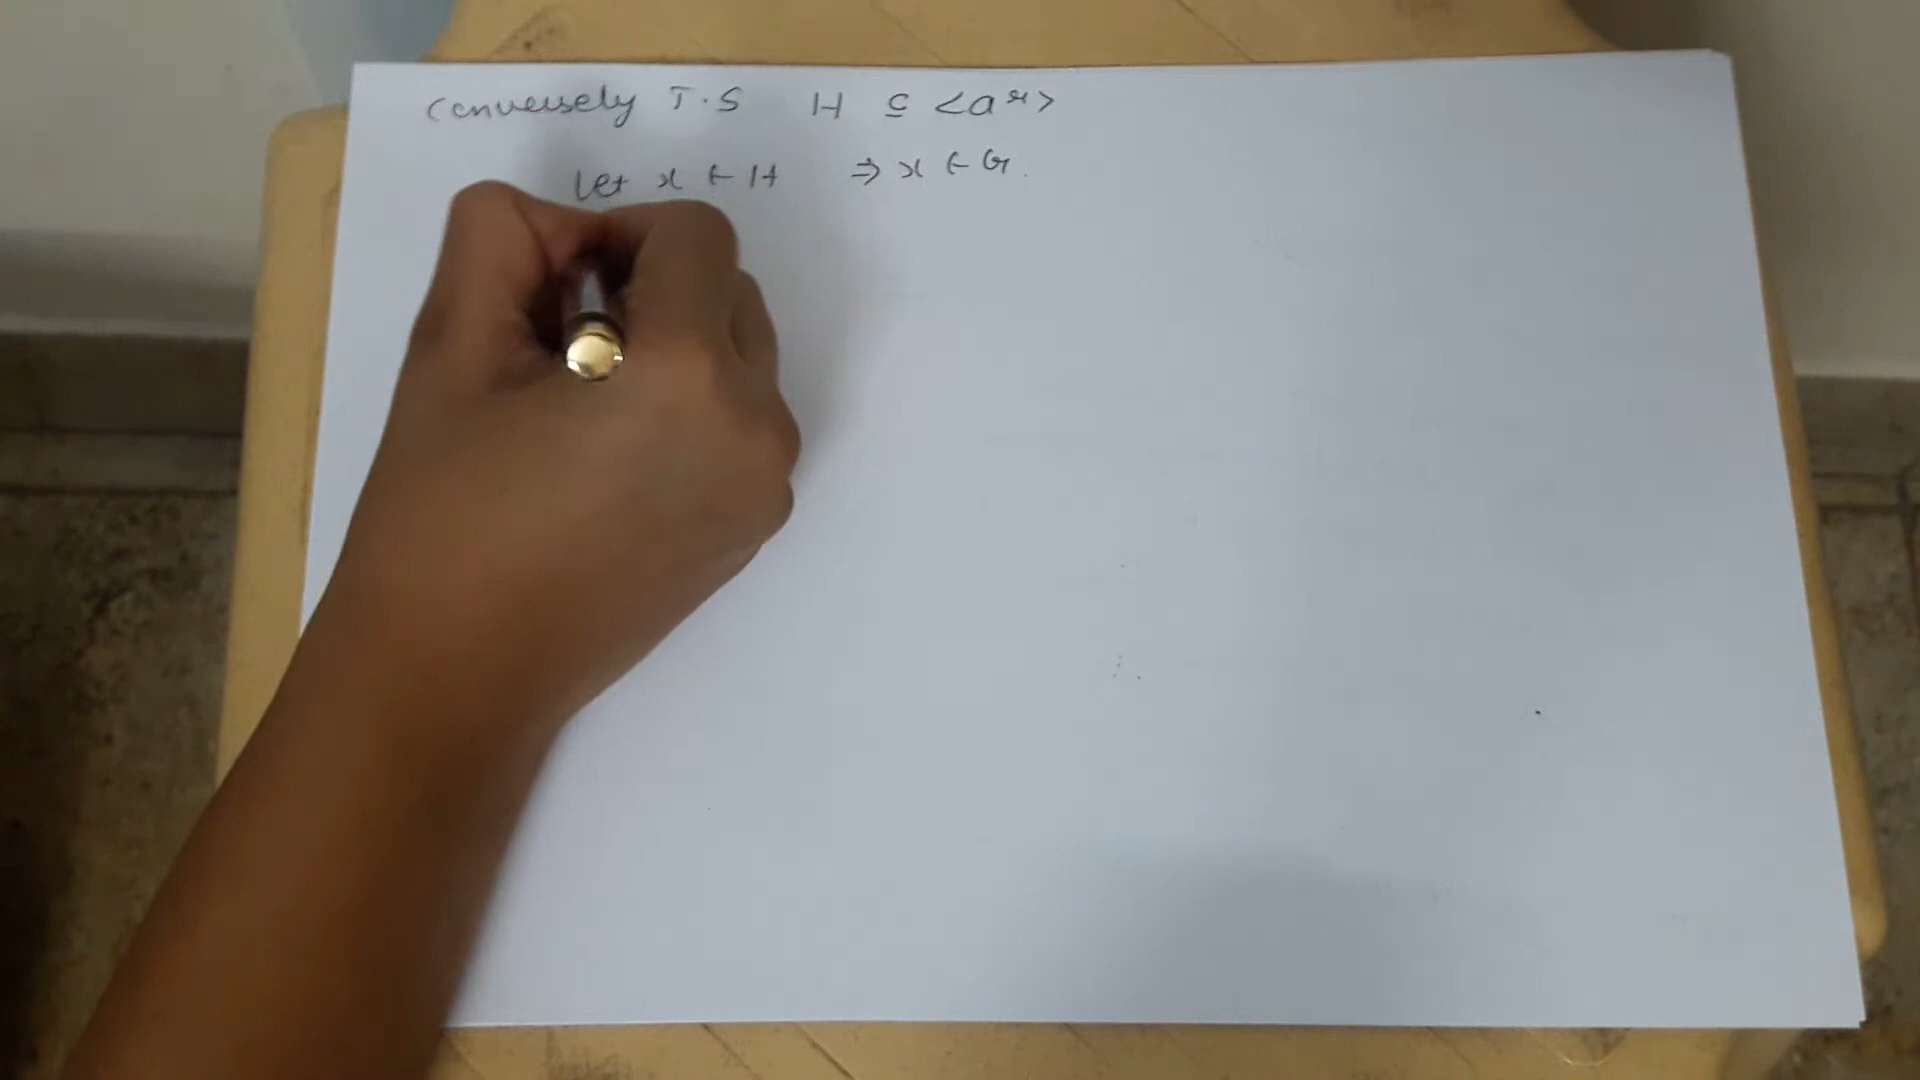 Conversely T.S H ⊆ <a^r>
Let x ∈ H ⇒ x ∈ G.